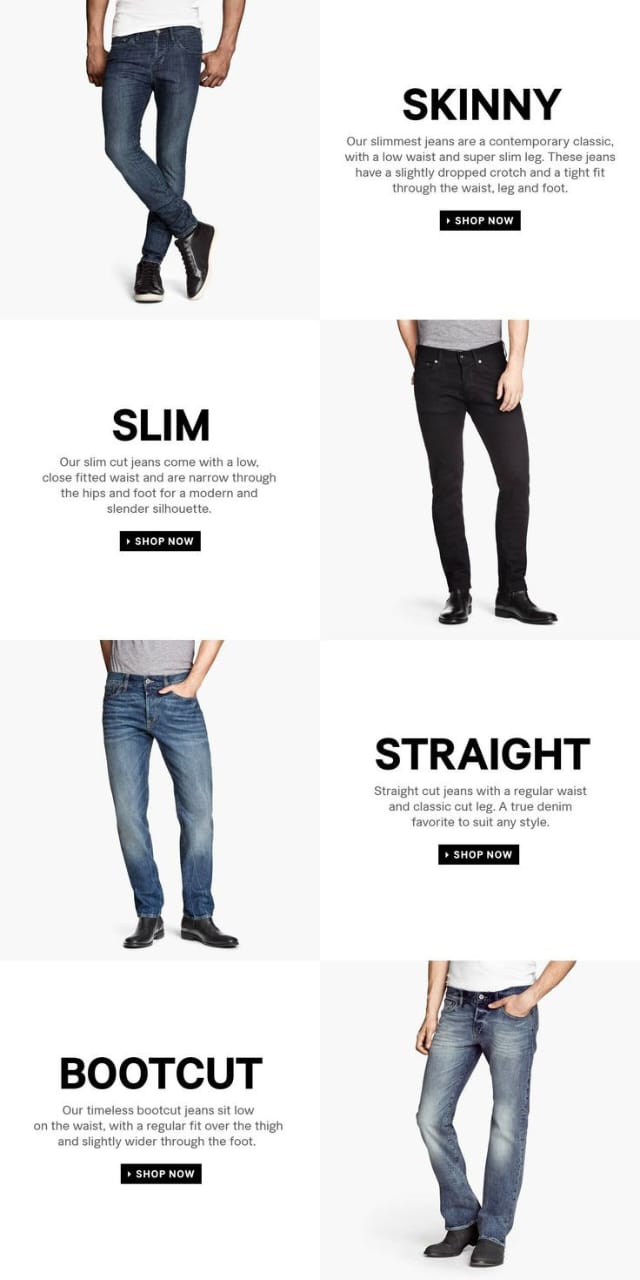 SKINNY
Our slimmest jeans are a contemporary classic,
with a low waist and super slim leg. These jeans
have a slightly dropped crotch and a tight fit
through the waist, leg and foot.
SHOP NOW
SLIM
Our slim cut jeans come with a low,
close fitted waist and are narrow through
the hips and foot for a modern and
slender silhouette.
SHOP NOW
STRAIGHT
Straight cut jeans with a regular waist
and classic cut leg. A true denim
favorite to suit any style.
SHOP NOW
BOOTCUT
Our timeless bootcut jeans sit low
on the waist, with a regular fit over the thigh
and slightly wider through the foot.
SHOP NOW